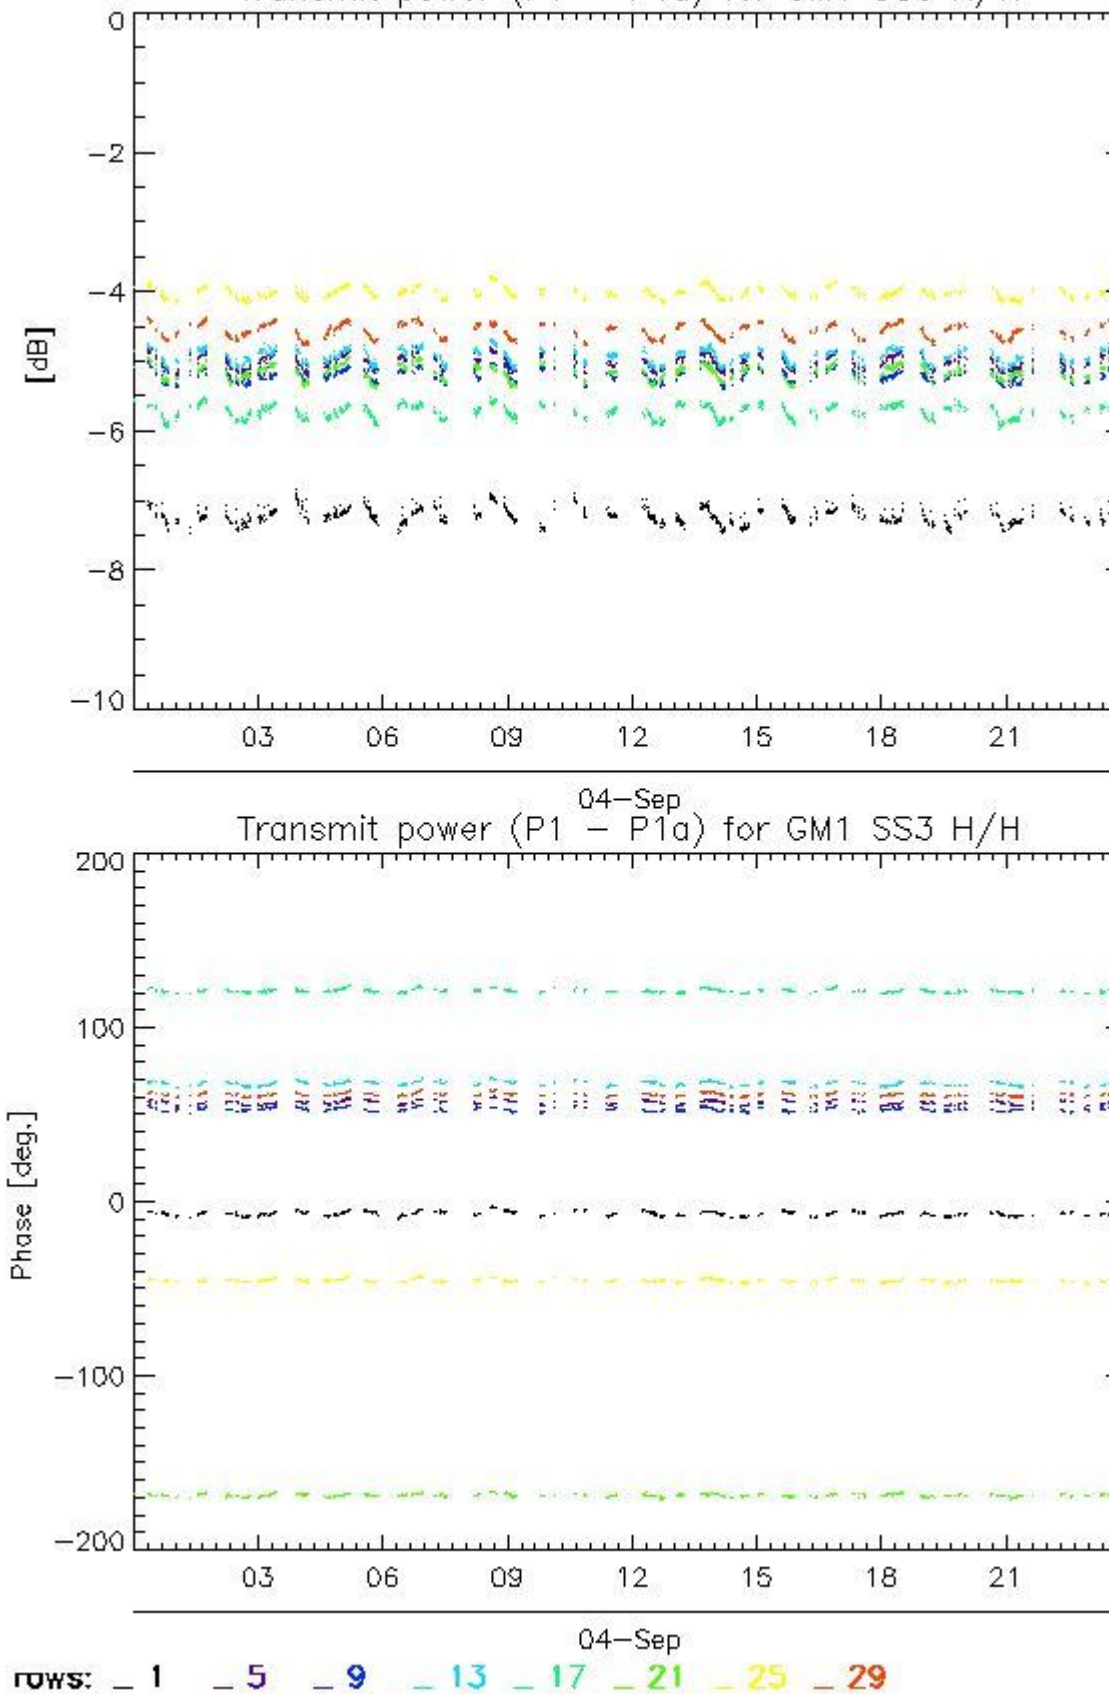 0
−2
−4
[dB]
−6
−8
−10
03 06 09 12 15 18 21
04−Sep
Transmit power (P1 − P1a) for GM1 SS3 H/H
200
100
Phase [deg.]
0
−100
−200
03 06 09 12 15 18 21
04−Sep
rows: _ 1 _ 5 _ 9 _ 13 _ 17 _ 21 _ 25 _ 29